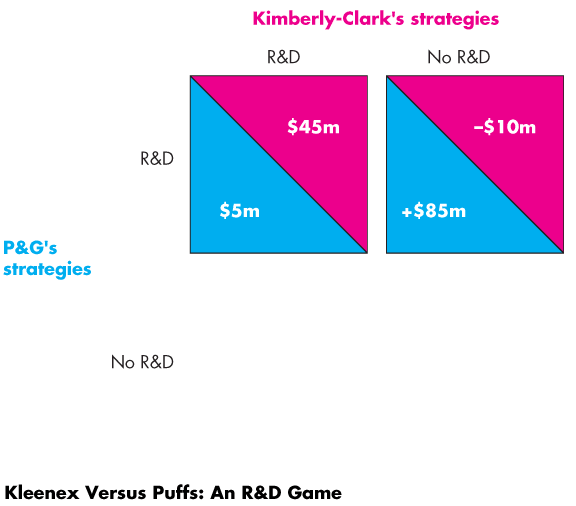 Kimberly-Clark's strategies
R&D No R&D
R&D
$45m –$10m
$5m +$85m
P&G's
strategies
No R&D
Kleenex Versus Puffs: An R&D Game